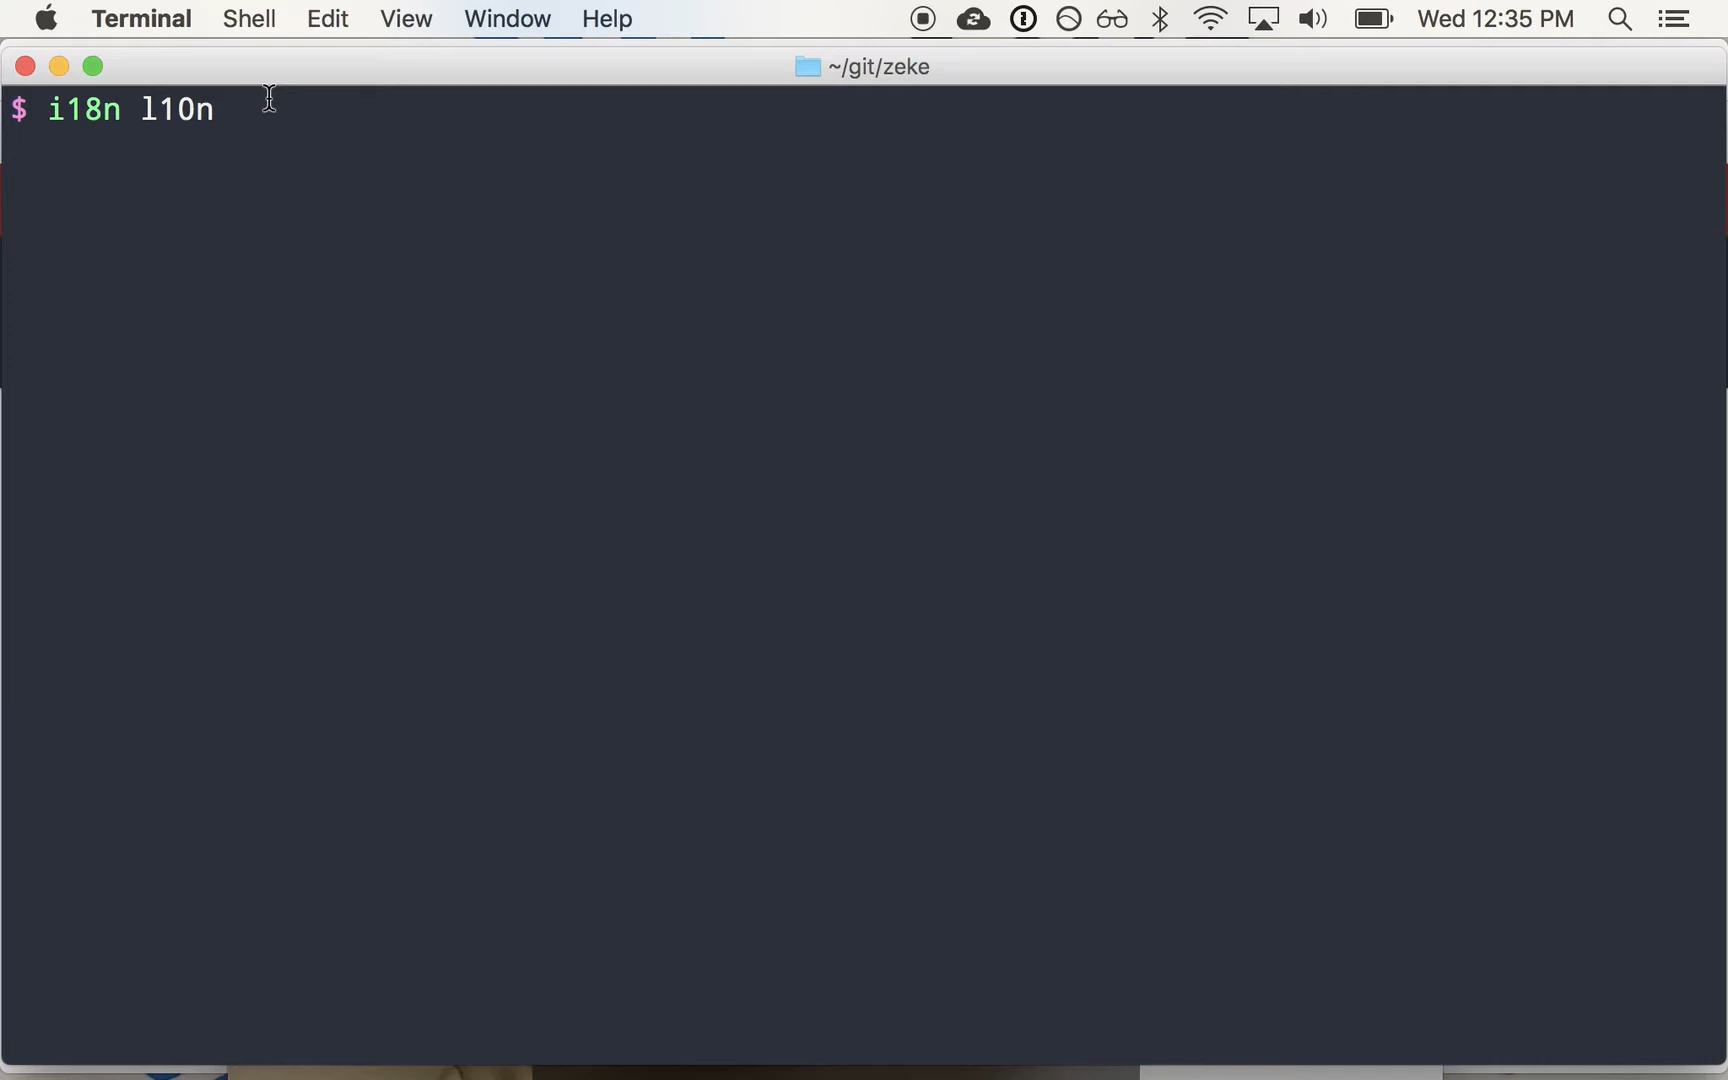 Terminal Shell Edit View Window Help Wed 12:35 PM
~/git/zeke
$ i18n l10n